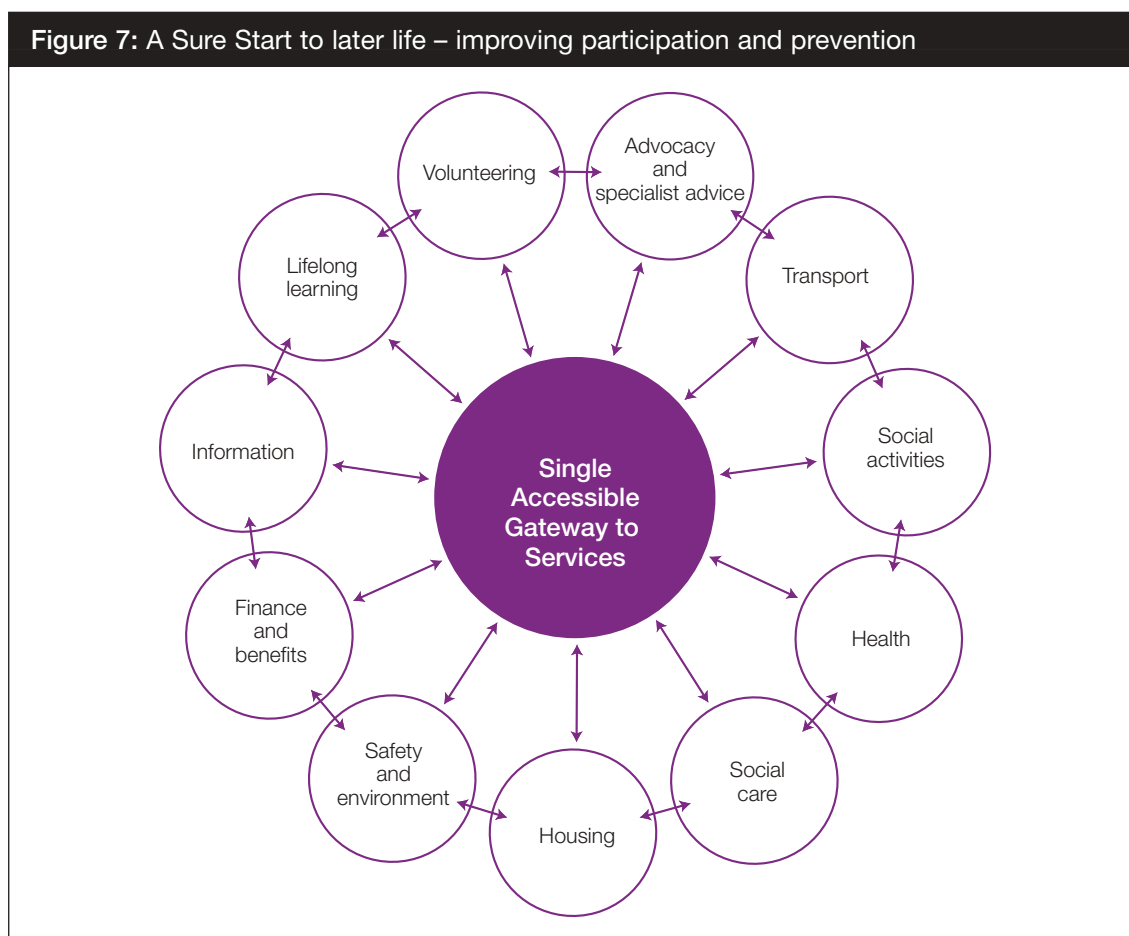 Figure 7: A Sure Start to later life – improving participation and prevention
Volunteering
Advocacy
and
specialist advice
Transport
Social
activities
Health
Social
care
Housing
Safety
and
environment
Finance
and
benefits
Information
Lifelong
learning
Single
Accessible
Gateway to
Services